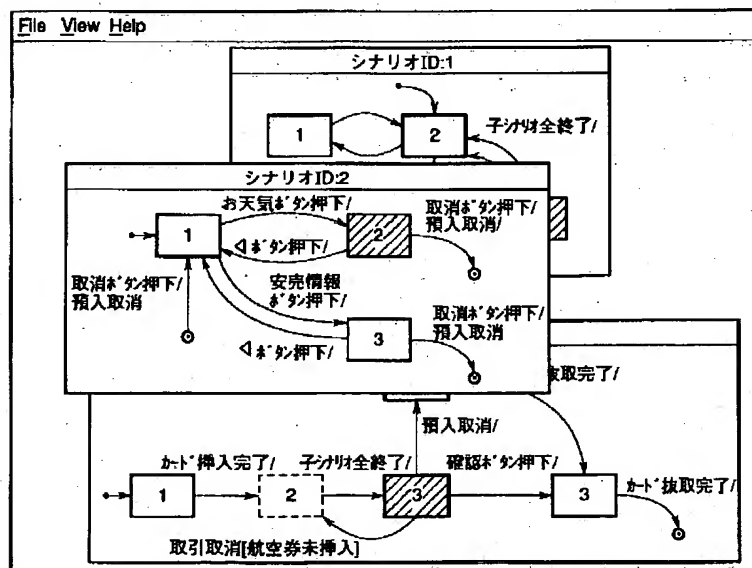 File View Help
シナリオID:1
1
2
子シナリオ全終了/
シナリオID:2
お天気ボタン押下/
1
2
取消ボタン押下/
預入取消/
◁ボタン押下/
取消ボタン押下/
預入取消
安売情報
ボタン押下/
3
取消ボタン押下/
預入取消
◁ボタン押下/
抜取完了/
預入取消/
カード挿入完了/
子シナリオ全終了/
確認ボタン押下/
1
2
3
3
カード抜取完了/
取引取消[航空券未挿入]